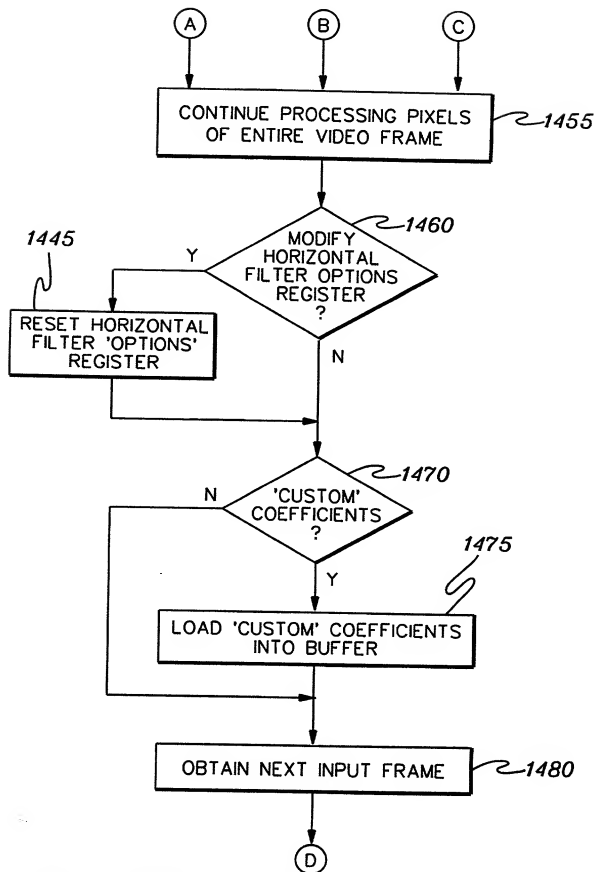 A
B
C
CONTINUE PROCESSING PIXELS
OF ENTIRE VIDEO FRAME
1455
1460
MODIFY
HORIZONTAL
FILTER OPTIONS
REGISTER
?
Y
1445
RESET HORIZONTAL
FILTER 'OPTIONS'
REGISTER
N
1470
'CUSTOM'
COEFFICIENTS
?
N
Y
1475
LOAD 'CUSTOM' COEFFICIENTS
INTO BUFFER
OBTAIN NEXT INPUT FRAME
1480
D